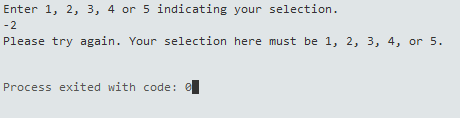 Enter 1, 2, 3, 4 or 5 indicating your selection.
-2
Please try again. Your selection here must be 1, 2, 3, 4, or 5.
Process exited with code: 0